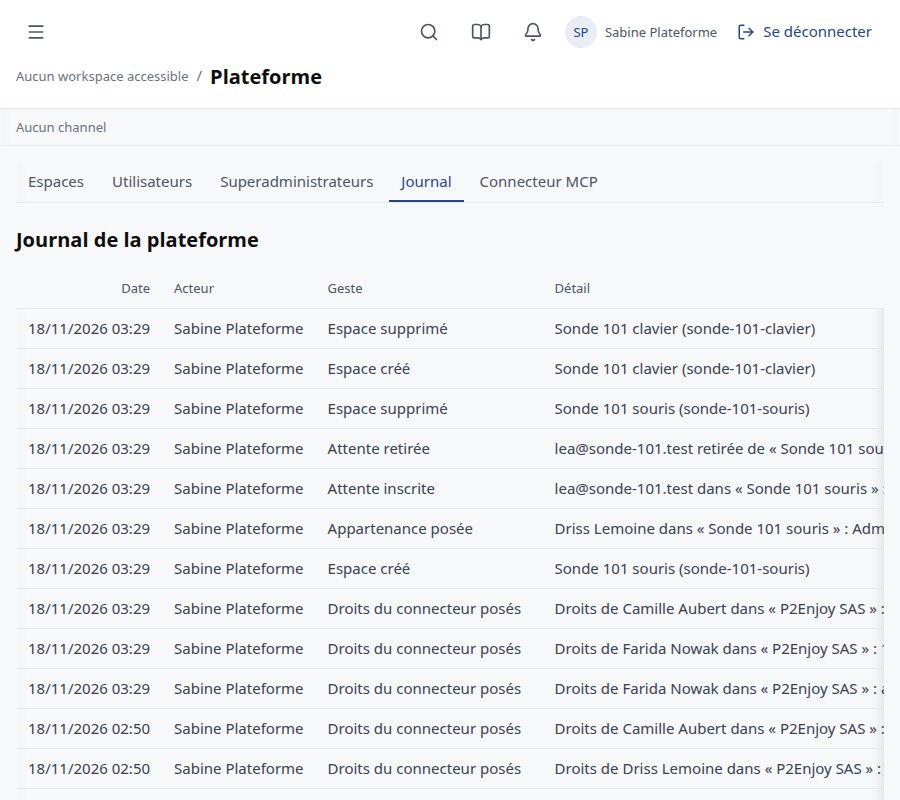 SP Sabine Plateforme Se déconnecter
Aucun workspace accessible / Plateforme
Aucun channel
Espaces Utilisateurs Superadministrateurs Journal Connecteur MCP
Journal de la plateforme
Date Acteur Geste Détail
18/11/2026 03:29 Sabine Plateforme Espace supprimé Sonde 101 clavier (sonde-101-clavier)
18/11/2026 03:29 Sabine Plateforme Espace créé Sonde 101 clavier (sonde-101-clavier)
18/11/2026 03:29 Sabine Plateforme Espace supprimé Sonde 101 souris (sonde-101-souris)
18/11/2026 03:29 Sabine Plateforme Attente retirée lea@sonde-101.test retirée de « Sonde 101 sou
18/11/2026 03:29 Sabine Plateforme Attente inscrite lea@sonde-101.test dans « Sonde 101 souris » :
18/11/2026 03:29 Sabine Plateforme Appartenance posée Driss Lemoine dans « Sonde 101 souris » : Adm
18/11/2026 03:29 Sabine Plateforme Espace créé Sonde 101 souris (sonde-101-souris)
18/11/2026 03:29 Sabine Plateforme Droits du connecteur posés Droits de Camille Aubert dans « P2Enjoy SAS » :
18/11/2026 03:29 Sabine Plateforme Droits du connecteur posés Droits de Farida Nowak dans « P2Enjoy SAS » :
18/11/2026 03:29 Sabine Plateforme Droits du connecteur posés Droits de Farida Nowak dans « P2Enjoy SAS » :
18/11/2026 02:50 Sabine Plateforme Droits du connecteur posés Droits de Camille Aubert dans « P2Enjoy SAS » :
18/11/2026 02:50 Sabine Plateforme Droits du connecteur posés Droits de Driss Lemoine dans « P2Enjoy SAS » :